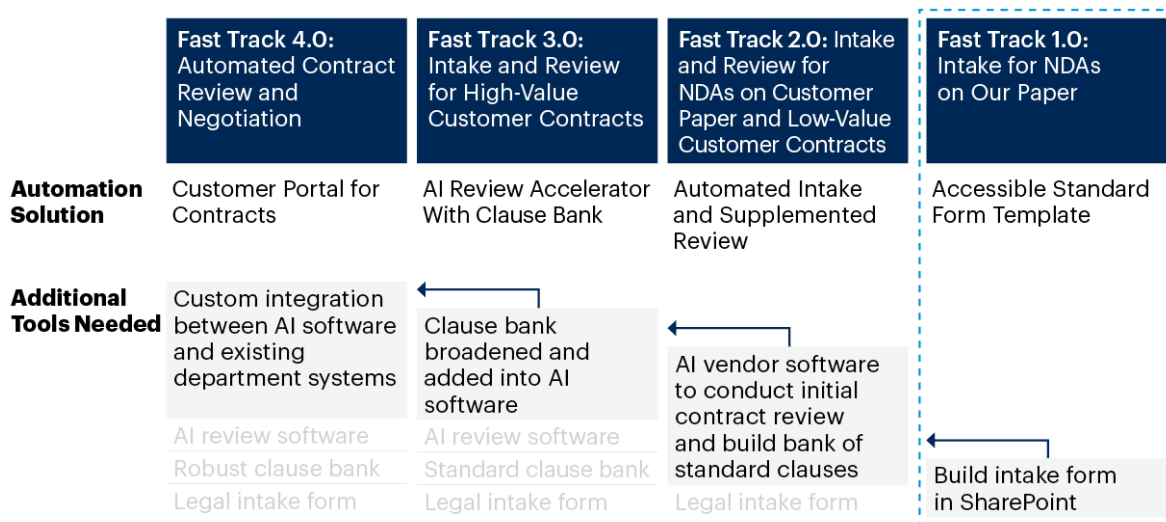 Fast Track 4.0:
Automated Contract
Review and
Negotiation
Fast Track 3.0:
Intake and Review
for High-Value
Customer Contracts
Fast Track 2.0: Intake
and Review for
NDAs on Customer
Paper and Low-Value
Customer Contracts
Fast Track 1.0:
Intake for NDAs
on Our Paper
Automation
Solution
Customer Portal for
Contracts
AI Review Accelerator
With Clause Bank
Automated Intake
and Supplemented
Review
Accessible Standard
Form Template
Additional
Tools Needed
Custom integration
between AI software
and existing
department systems
AI review software
Robust clause bank
Legal intake form
Clause bank
broadened and
added into AI
software
AI review software
Standard clause bank
Legal intake form
AI vendor software
to conduct initial
contract review
and build bank of
standard clauses
Legal intake form
Build intake form
in SharePoint